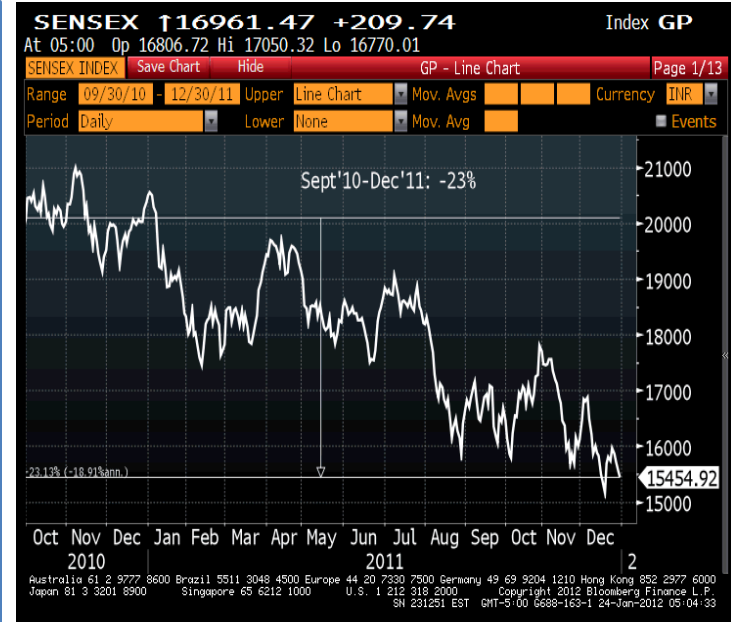 SENSEX ↑16961.47 +209.74 Index GP
At 05:00 Op 16806.72 Hi 17050.32 Lo 16770.01
SENSEX INDEX Save Chart Hide GP - Line Chart Page 1/13
Range 09/30/10 - 12/30/11 Upper Line Chart Mov. Avgs Currency INR
Period Daily Lower None Mov. Avg Events
21000
Sept'10-Dec'11: -23%
20000
19000
18000
17000
16000
-23.13% (-18.91%ann.)
15454.92
15000
Oct Nov Dec Jan Feb Mar Apr May Jun Jul Aug Sep Oct Nov Dec
2010 2011 2
Australia 61 2 9777 8600 Brazil 5511 3048 4500 Europe 44 20 7330 7500 Germany 49 69 9204 1210 Hong Kong 852 2977 6000
Japan 81 3 3201 8900 Singapore 65 6212 1000 U.S. 1 212 318 2000 Copyright 2012 Bloomberg Finance L.P.
SN 231251 EST GMT-5:00 G688-163-1 24-Jan-2012 05:04:33